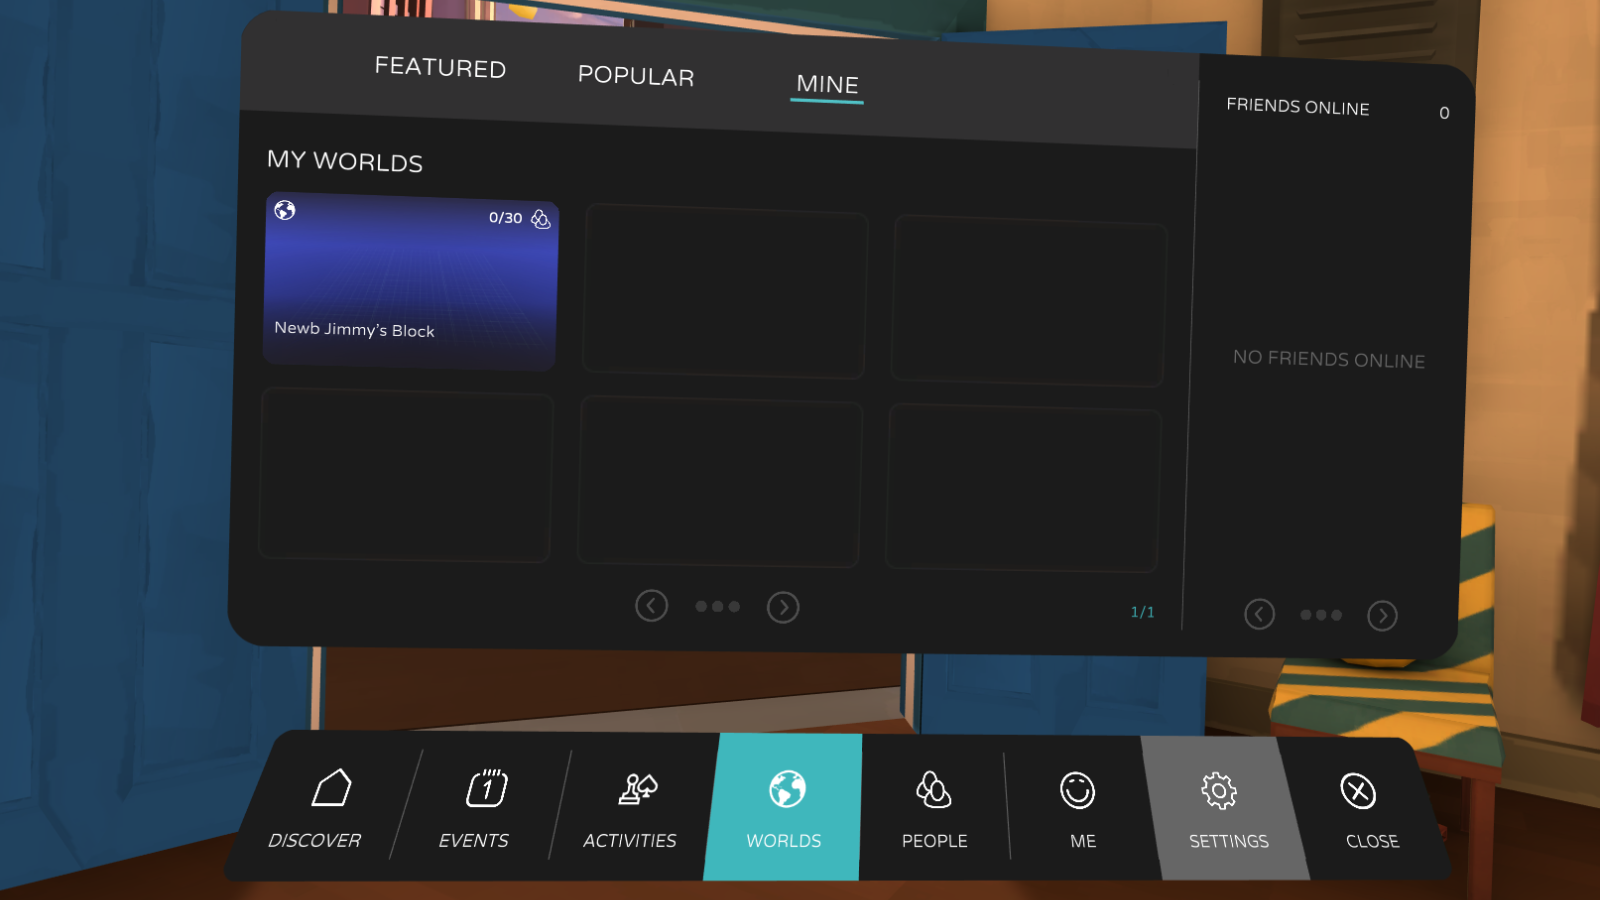 FEATURED
POPULAR
MINE
FRIENDS ONLINE
0
MY WORLDS
0/30
Newb Jimmy's Block
NO FRIENDS ONLINE
1/1
1
DISCOVER
EVENTS
ACTIVITIES
WORLDS
PEOPLE
ME
SETTINGS
CLOSE